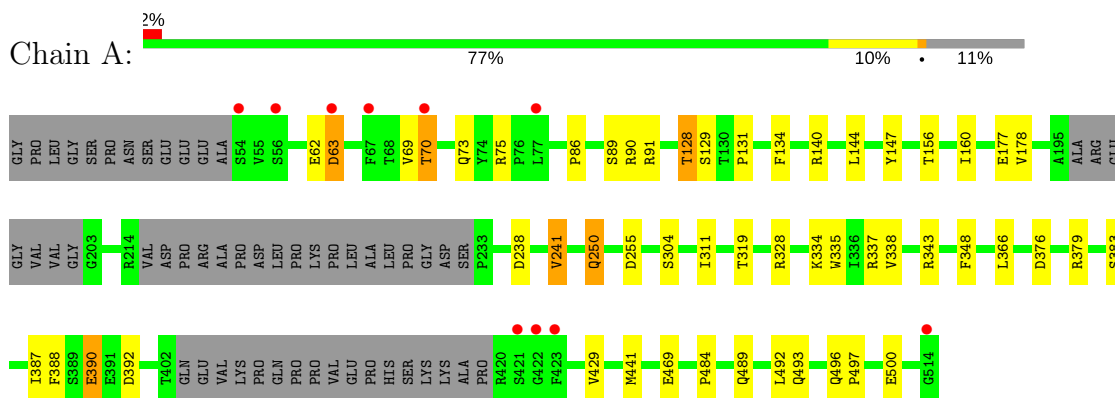 2%
Chain A:
77% 10% • 11%
GLY PRO LEU GLY SER PRO ASN SER GLU GLU GLU ALA S54 V55 S56 E62 D63 F67 T68 V69 T70 Q73 Y74 R75 P76 L77 P86 S89 R90 R91 T128 S129 T130 P131 F134 R140 L144 Y147 T156 I160 E177 V178 A195 ALA ARG GLU
GLY VAL VAL GLY G203 R214 VAL ASP PRO ARG ALA PRO ASP LEU PRO LYS PRO LEU ALA LEU PRO GLY ASP SER P233 D238 V241 Q250 D255 S304 I311 T319 R328 K334 W335 I336 R337 V338 R343 F348 L366 D376 R379 S383
I387 F388 S389 E390 E391 D392 T402 GLN GLU VAL LYS PRO GLN PRO PRO VAL GLU PRO HIS SER LYS LYS ALA PRO R420 S421 G422 F423 V429 M441 E469 P484 Q489 L492 Q493 Q496 P497 E500 G514